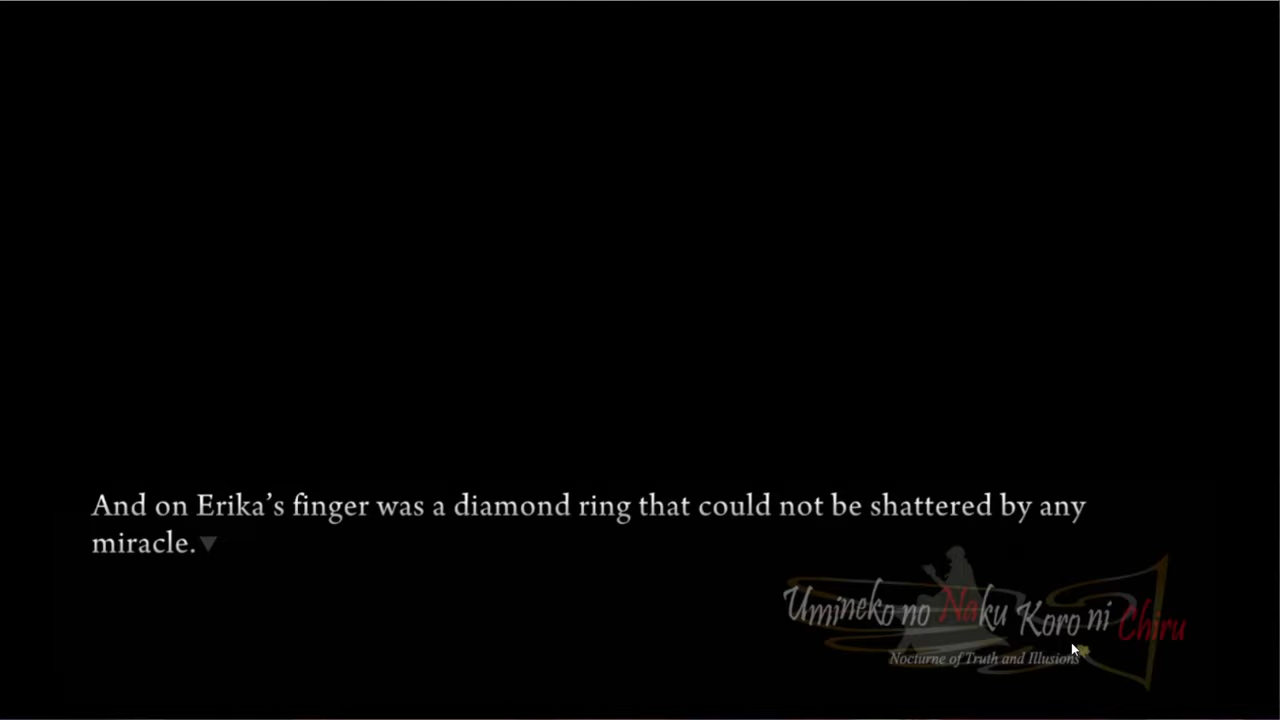 And on Erika’s finger was a diamond ring that could not be shattered by any
miracle.
Umineko no Naku Koro ni Chiru
Nocturne of Truth and Illusions